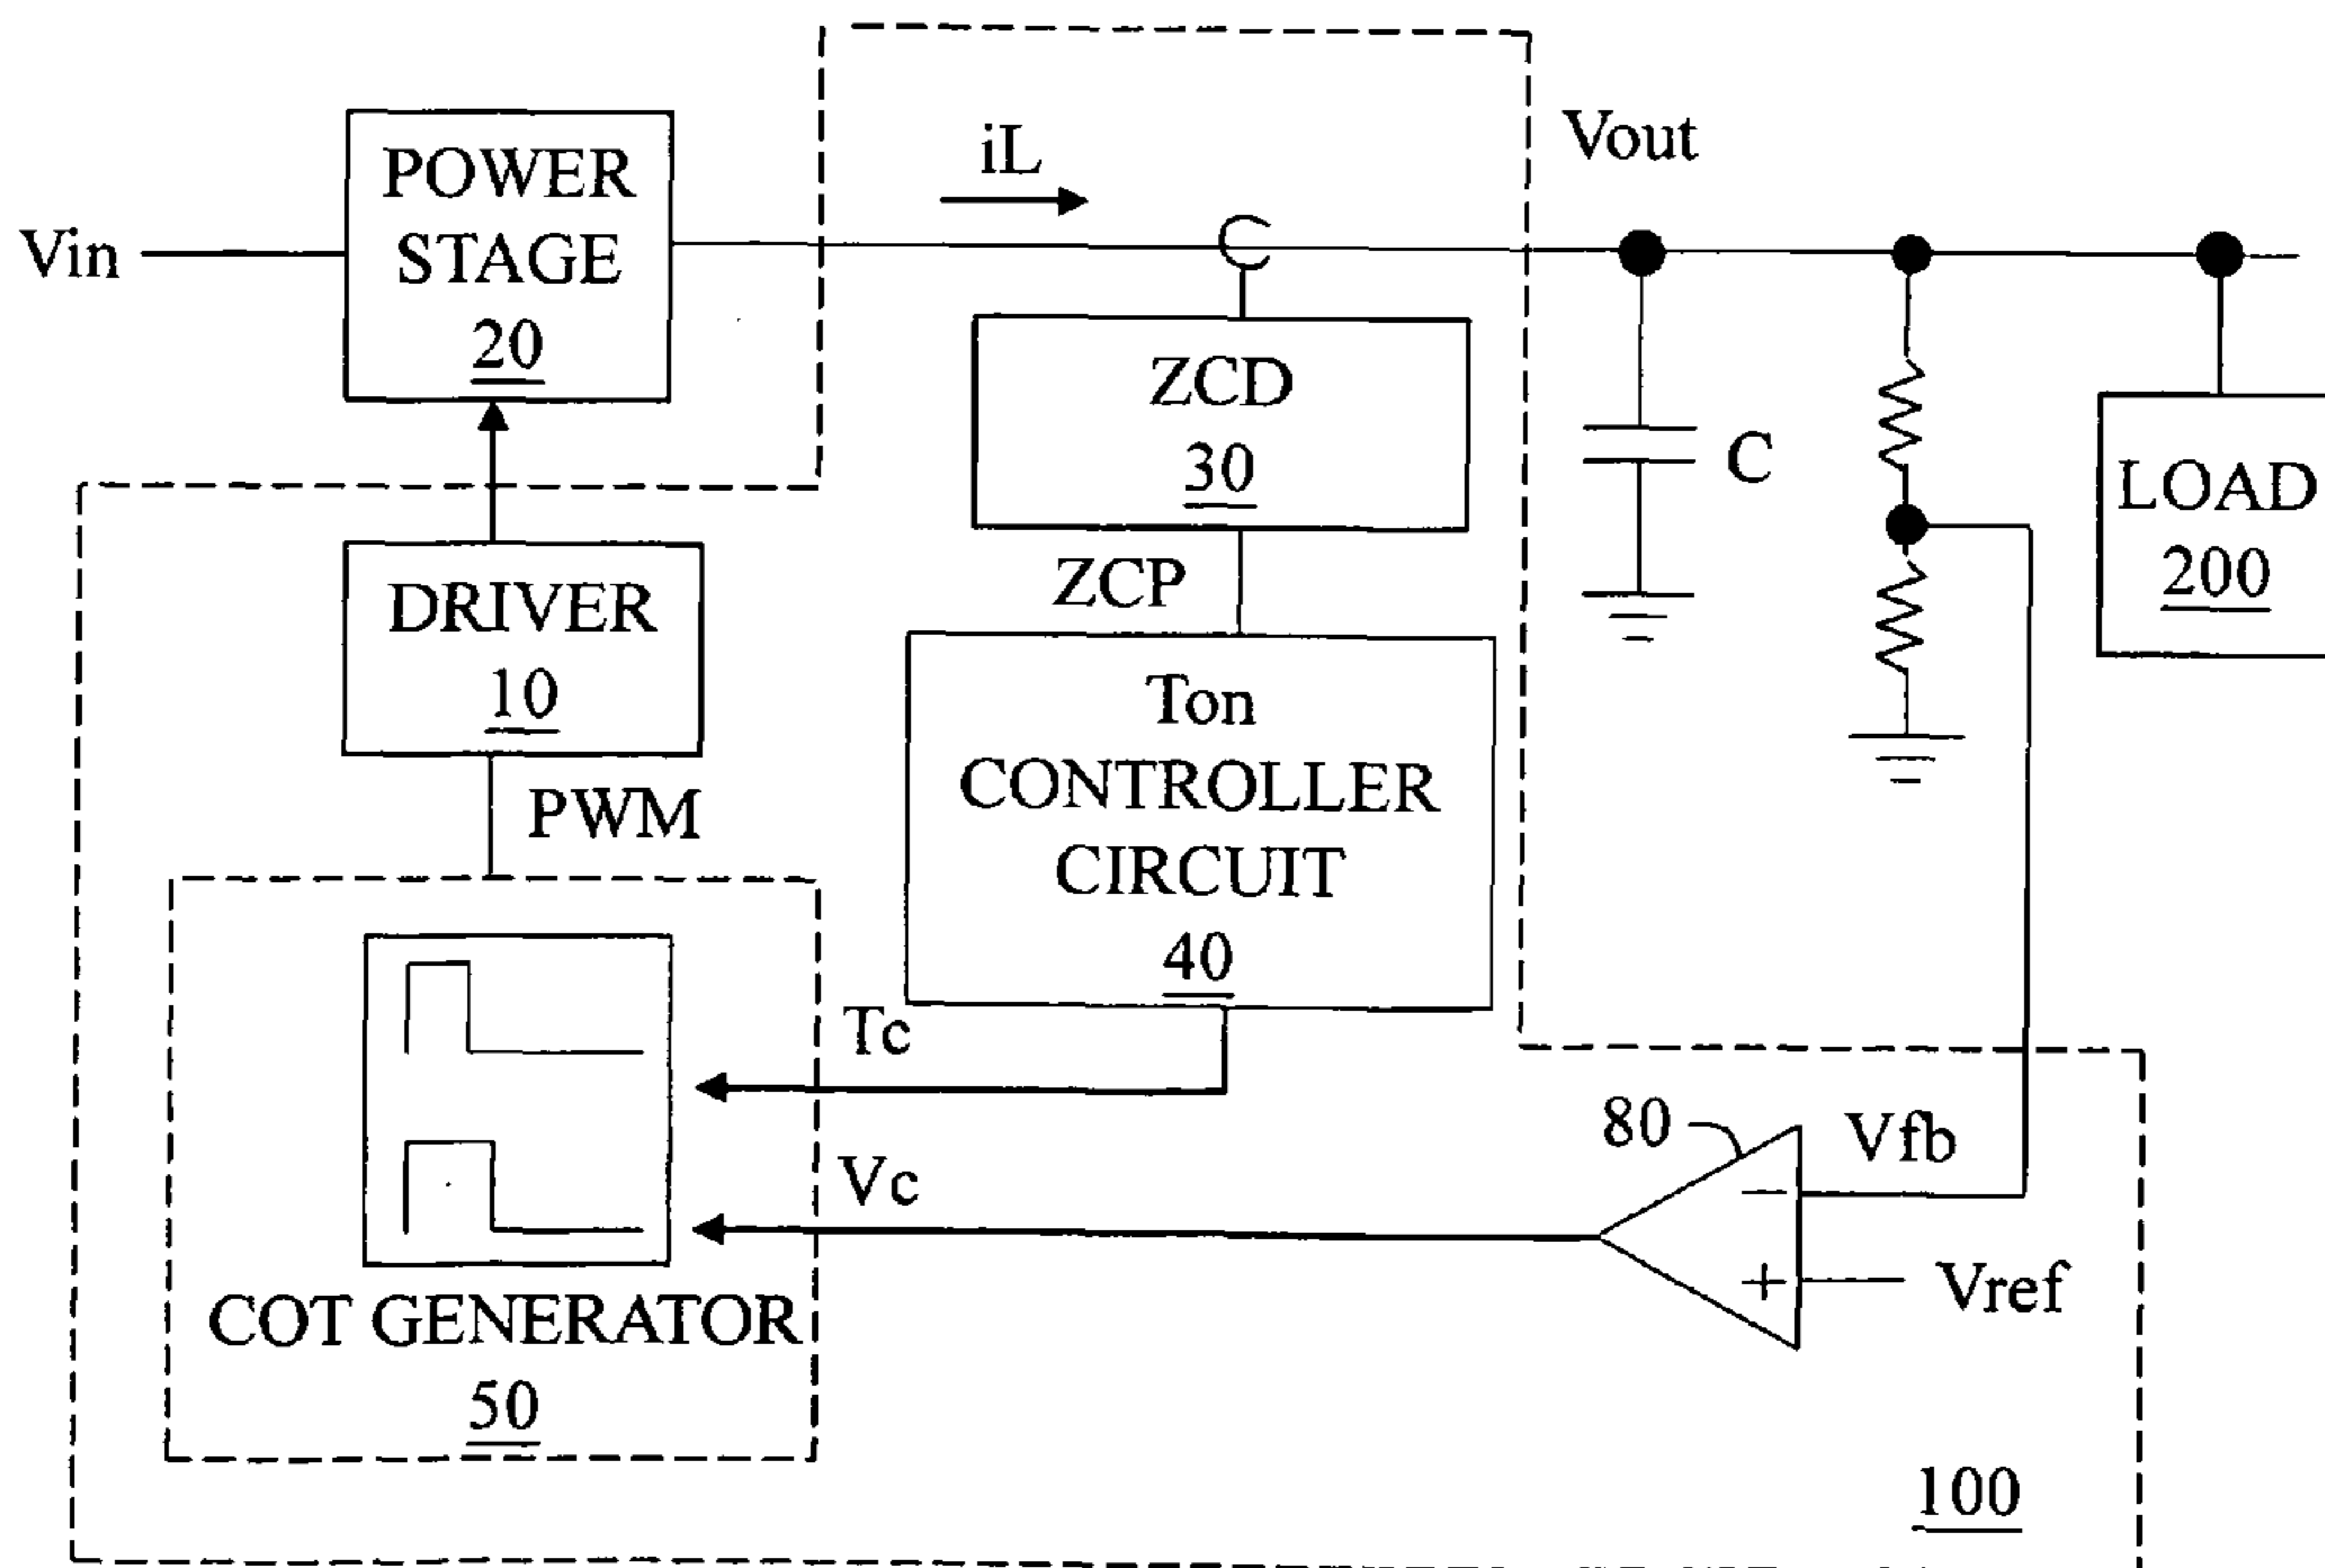 Vin
POWER
STAGE
20
iL
Vout
ZCD
30
C
LOAD
200
ZCP
DRIVER
10
PWM
Ton
CONTROLLER
CIRCUIT
40
Tc
Vc
COT GENERATOR
50
80
Vfb
−
+
Vref
100